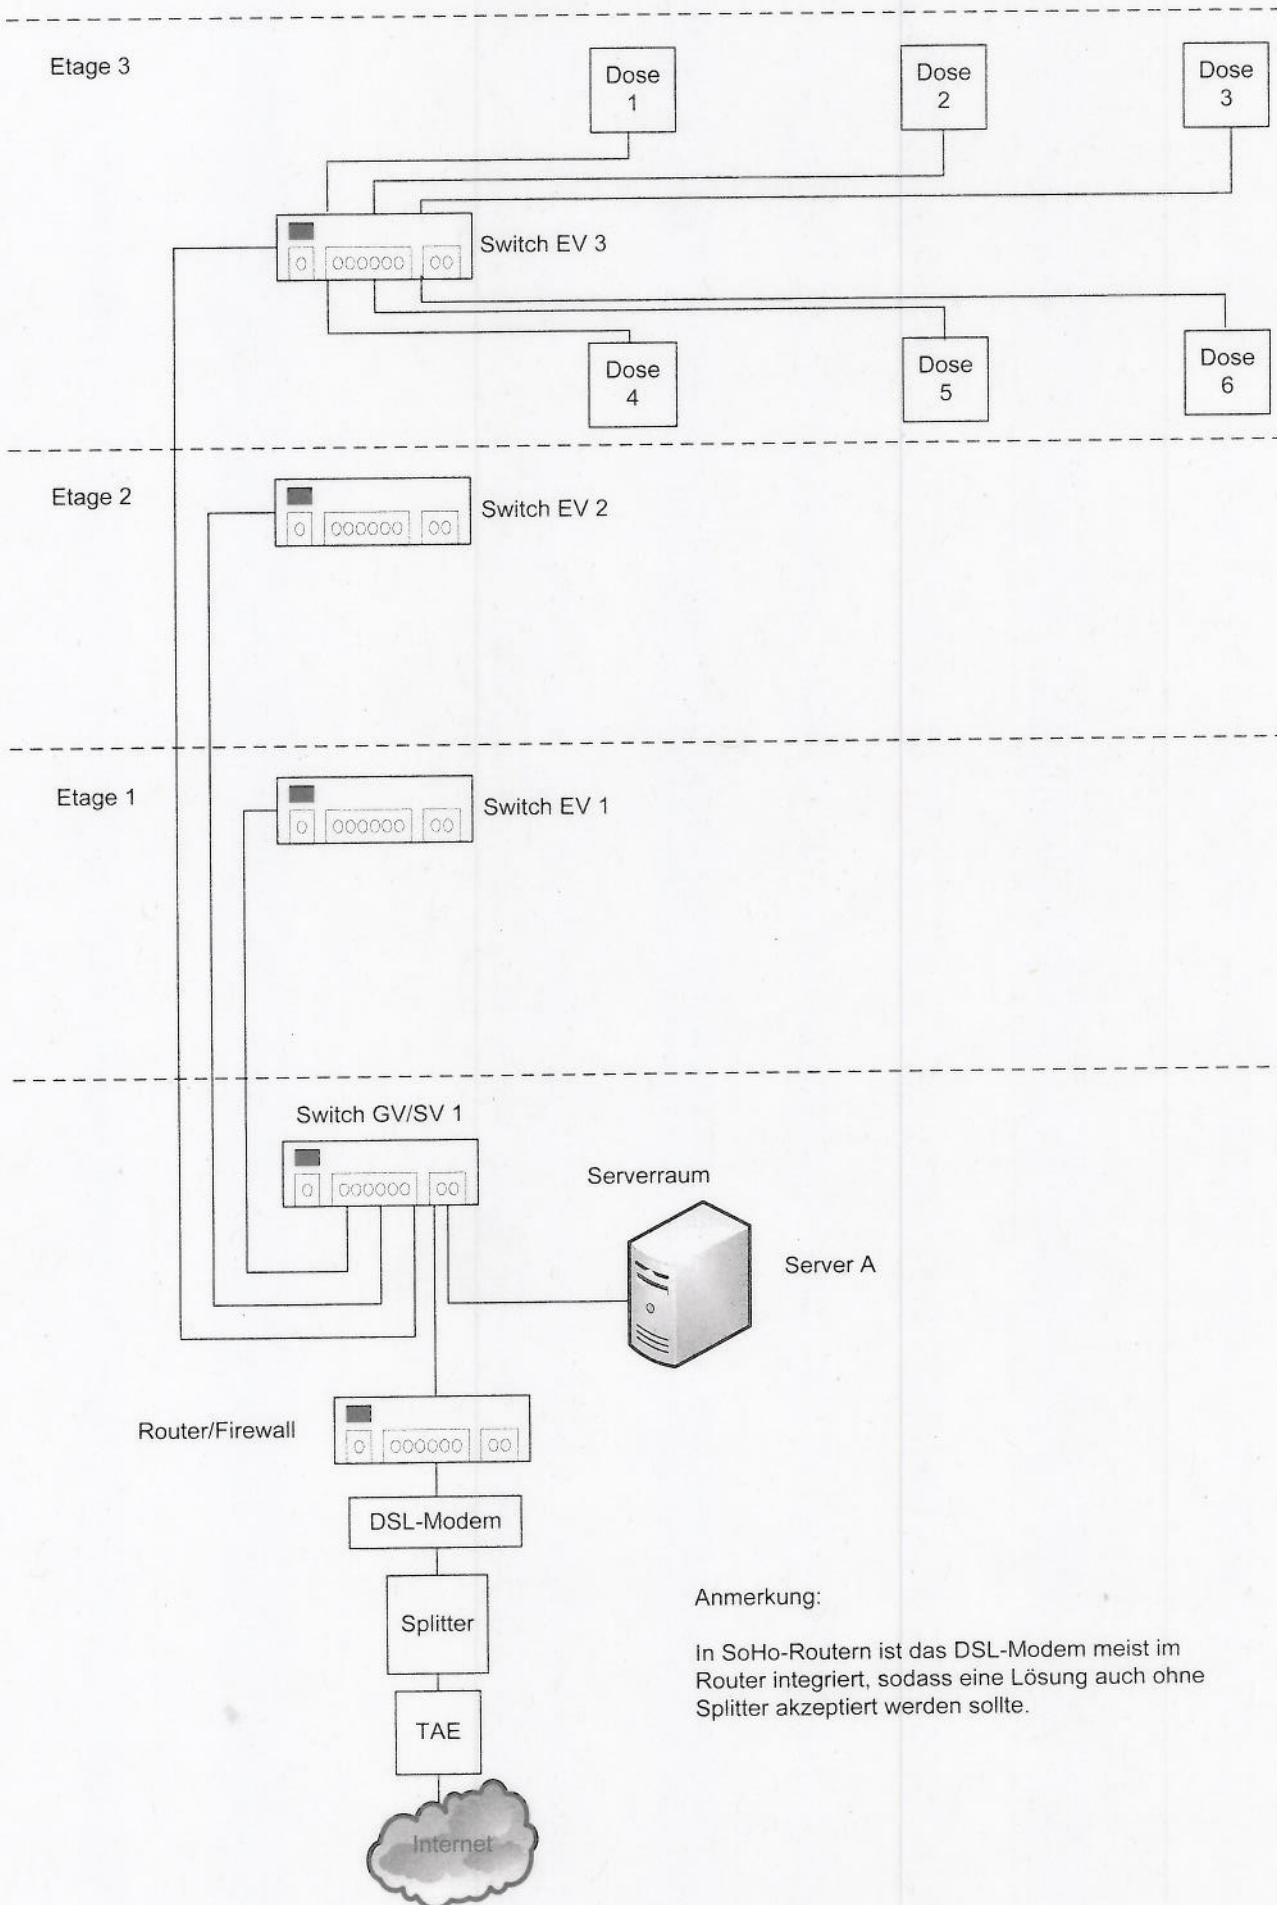 Etage 3
Dose
1
Dose
2
Dose
3
Switch EV 3
Dose
4
Dose
5
Dose
6
Etage 2
Switch EV 2
Etage 1
Switch EV 1
Switch GV/SV 1
Serverraum
Server A
Router/Firewall
DSL-Modem
Splitter
Anmerkung:
In SoHo-Routern ist das DSL-Modem meist im
Router integriert, sodass eine Lösung auch ohne
Splitter akzeptiert werden sollte.
TAE
Internet